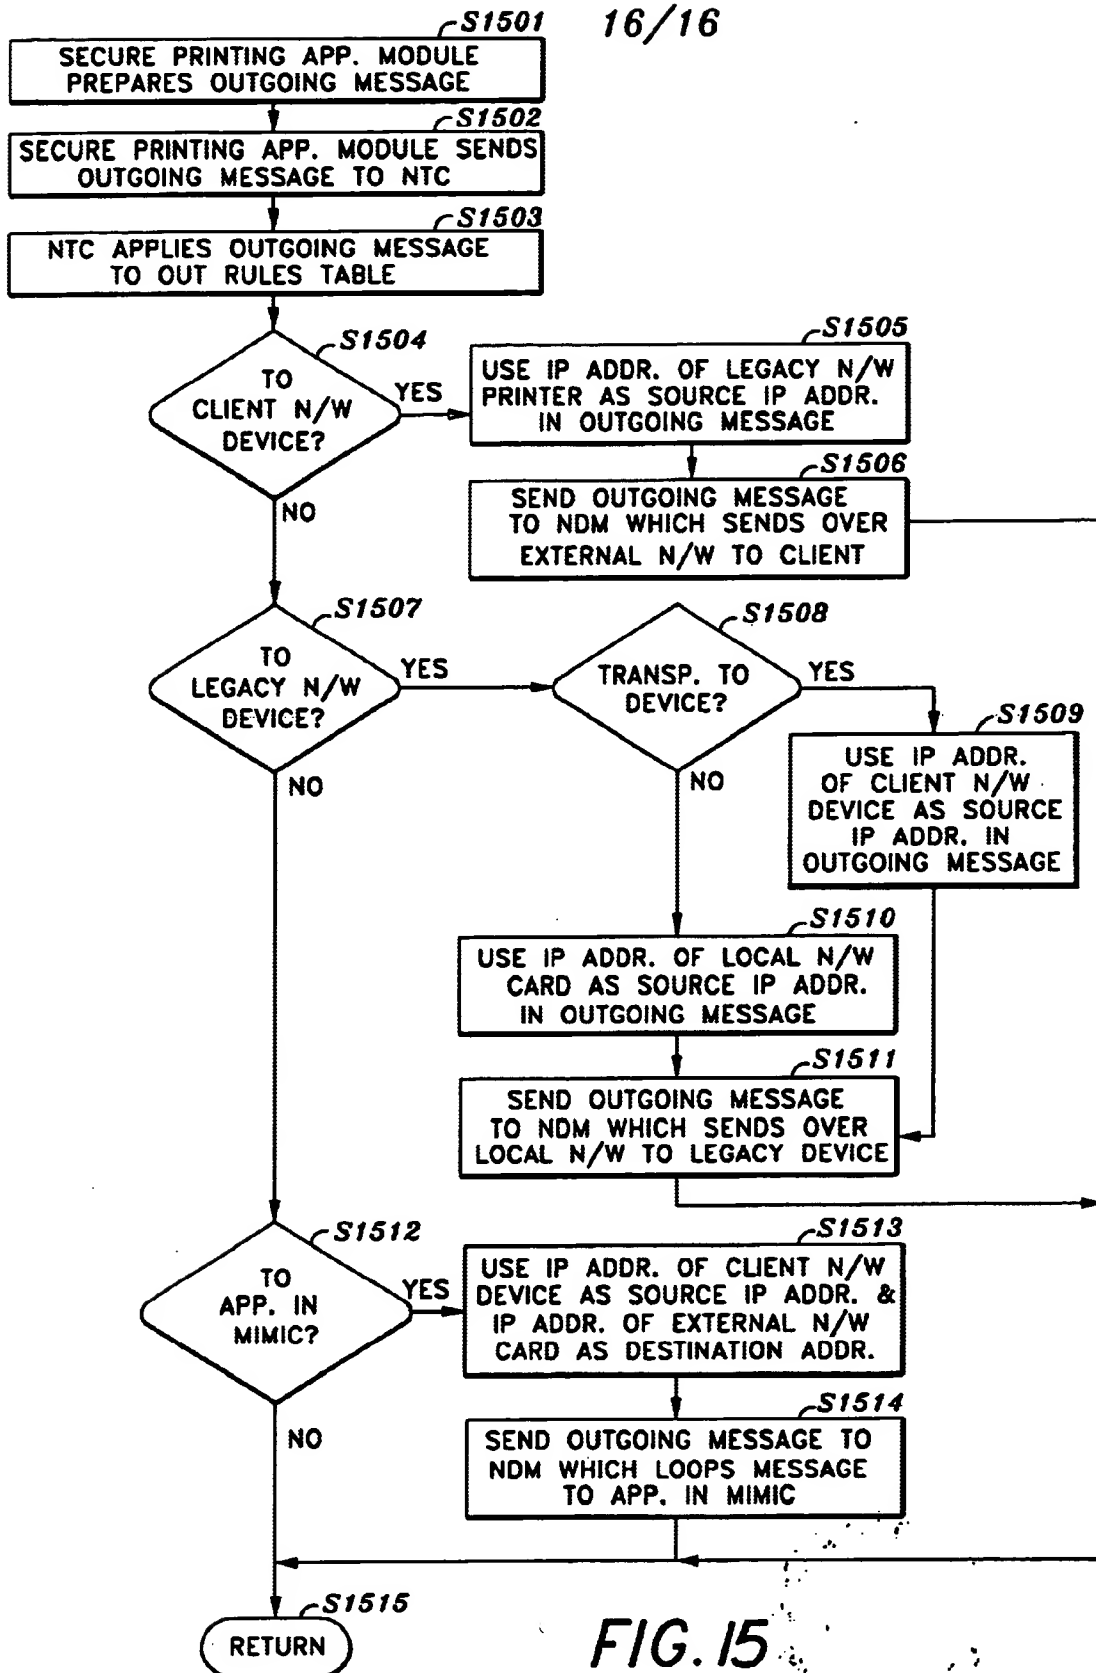 16/16
S1501
SECURE PRINTING APP. MODULE
PREPARES OUTGOING MESSAGE
S1502
SECURE PRINTING APP. MODULE SENDS
OUTGOING MESSAGE TO NTC
S1503
NTC APPLIES OUTGOING MESSAGE
TO OUT RULES TABLE
S1504
TO
CLIENT N/W
DEVICE?
YES
NO
S1505
USE IP ADDR. OF LEGACY N/W
PRINTER AS SOURCE IP ADDR.
IN OUTGOING MESSAGE
S1506
SEND OUTGOING MESSAGE
TO NDM WHICH SENDS OVER
EXTERNAL N/W TO CLIENT
S1507
TO
LEGACY N/W
DEVICE?
YES
NO
S1508
TRANSP. TO
DEVICE?
YES
NO
S1509
USE IP ADDR.
OF CLIENT N/W
DEVICE AS SOURCE
IP ADDR. IN
OUTGOING MESSAGE
S1510
USE IP ADDR. OF LOCAL N/W
CARD AS SOURCE IP ADDR.
IN OUTGOING MESSAGE
S1511
SEND OUTGOING MESSAGE
TO NDM WHICH SENDS OVER
LOCAL N/W TO LEGACY DEVICE
S1512
TO
APP. IN
MIMIC?
YES
NO
S1513
USE IP ADDR. OF CLIENT N/W
DEVICE AS SOURCE IP ADDR. &
IP ADDR. OF EXTERNAL N/W
CARD AS DESTINATION ADDR.
S1514
SEND OUTGOING MESSAGE TO
NDM WHICH LOOPS MESSAGE
TO APP. IN MIMIC
S1515
RETURN
FIG. 15